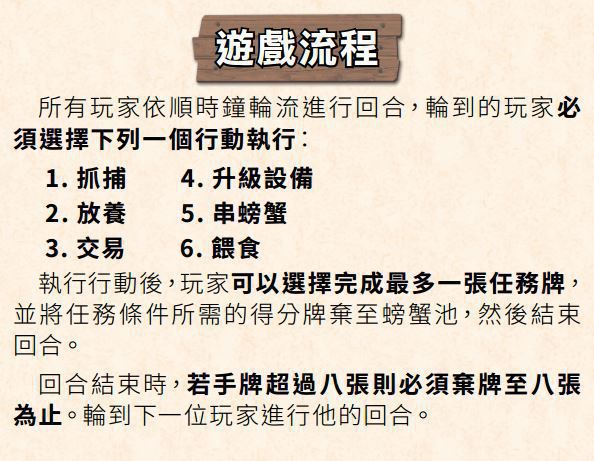 遊戲流程
所有玩家依順時鐘輪流進行回合，輪到的玩家必
須選擇下列一個行動執行：
1. 抓捕　4. 升級設備
2. 放養　5. 串螃蟹
3. 交易　6. 餵食
執行行動後，玩家可以選擇完成最多一張任務牌，
並將任務條件所需的得分牌棄至螃蟹池，然後結束
回合。
回合結束時，若手牌超過八張則必須棄牌至八張
為止。輪到下一位玩家進行他的回合。